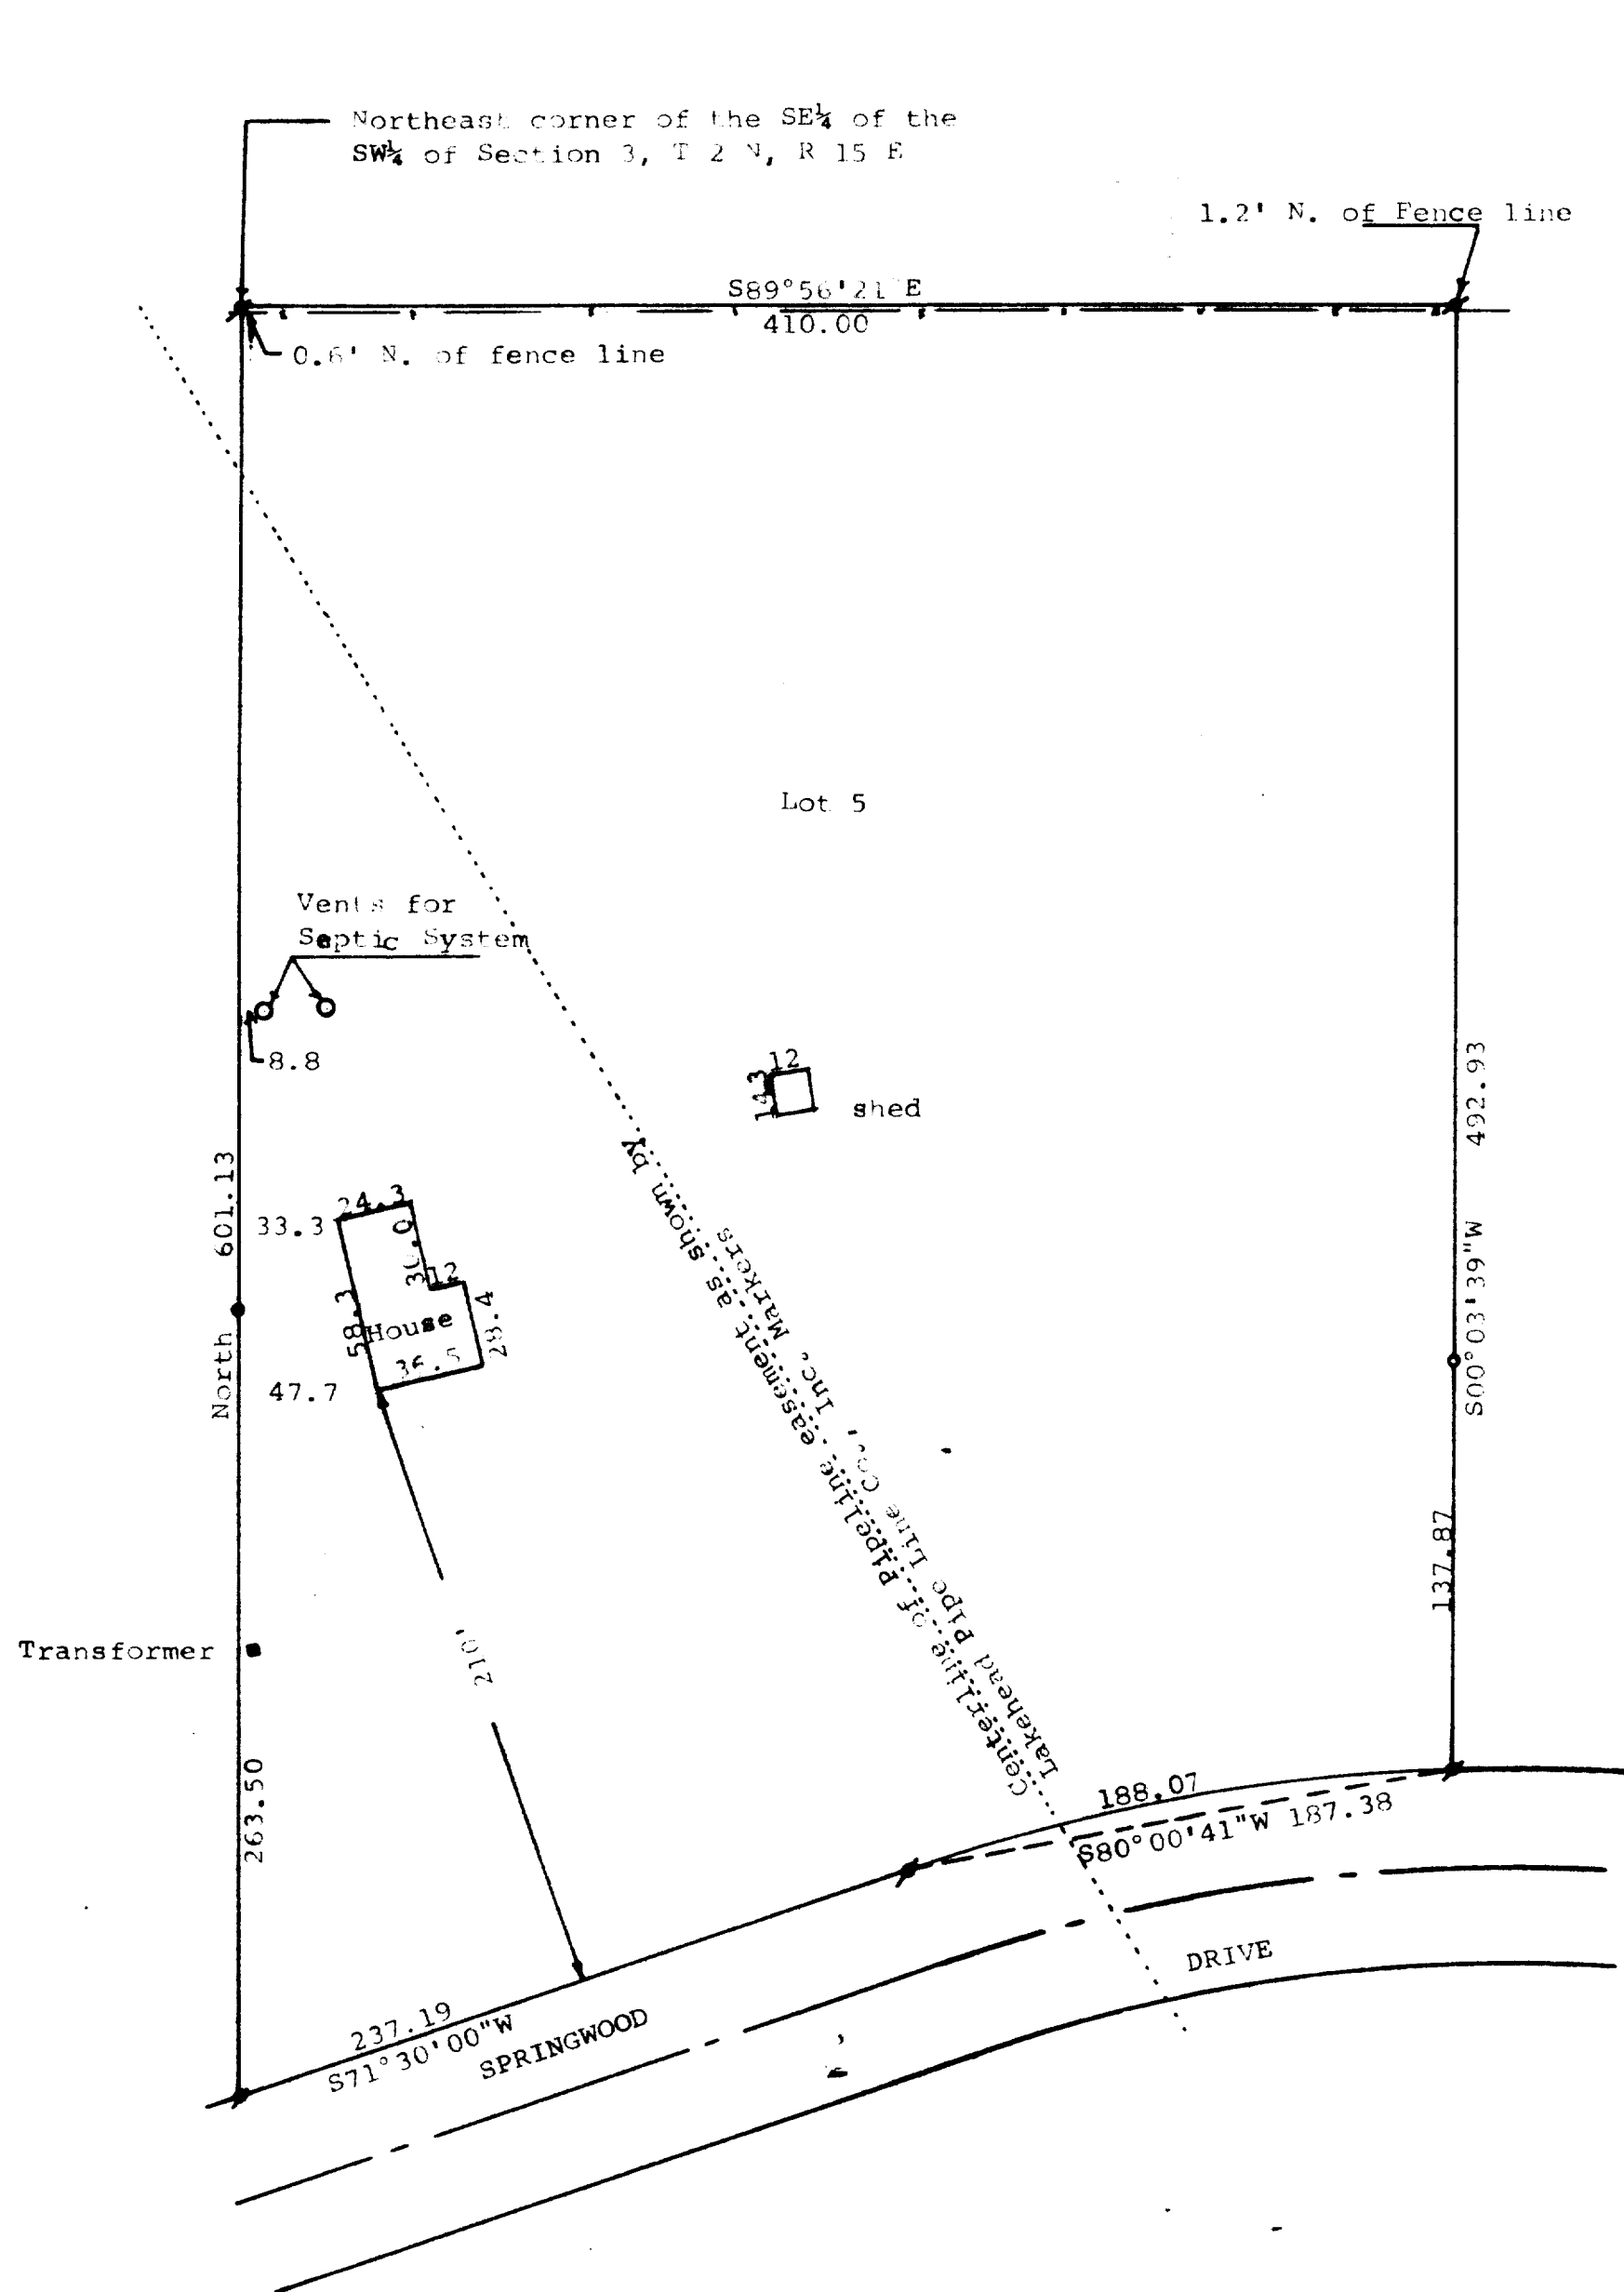 Northeast corner of the SE¼ of the
SW¼ of Section 3, T 2 N, R 15 E
1.2' N. of Fence line
S89°56'21"E
410.00
0.6' N. of fence line
Lot 5
Vents for
Septic System
8.8
12
14.3
shed
492.93
S00°03'39"W
137.87
601.13
North
263.50
33.3
24.3
30.0
12
58.3
House
28.4
36.5
47.7
210'
Transformer
Centerline of Pipeline easement as shown by
Lakehead Pipe Line Co., Inc. Markers
188.07
S80°00'41"W 187.38
237.19
S71°30'00"W
SPRINGWOOD
DRIVE